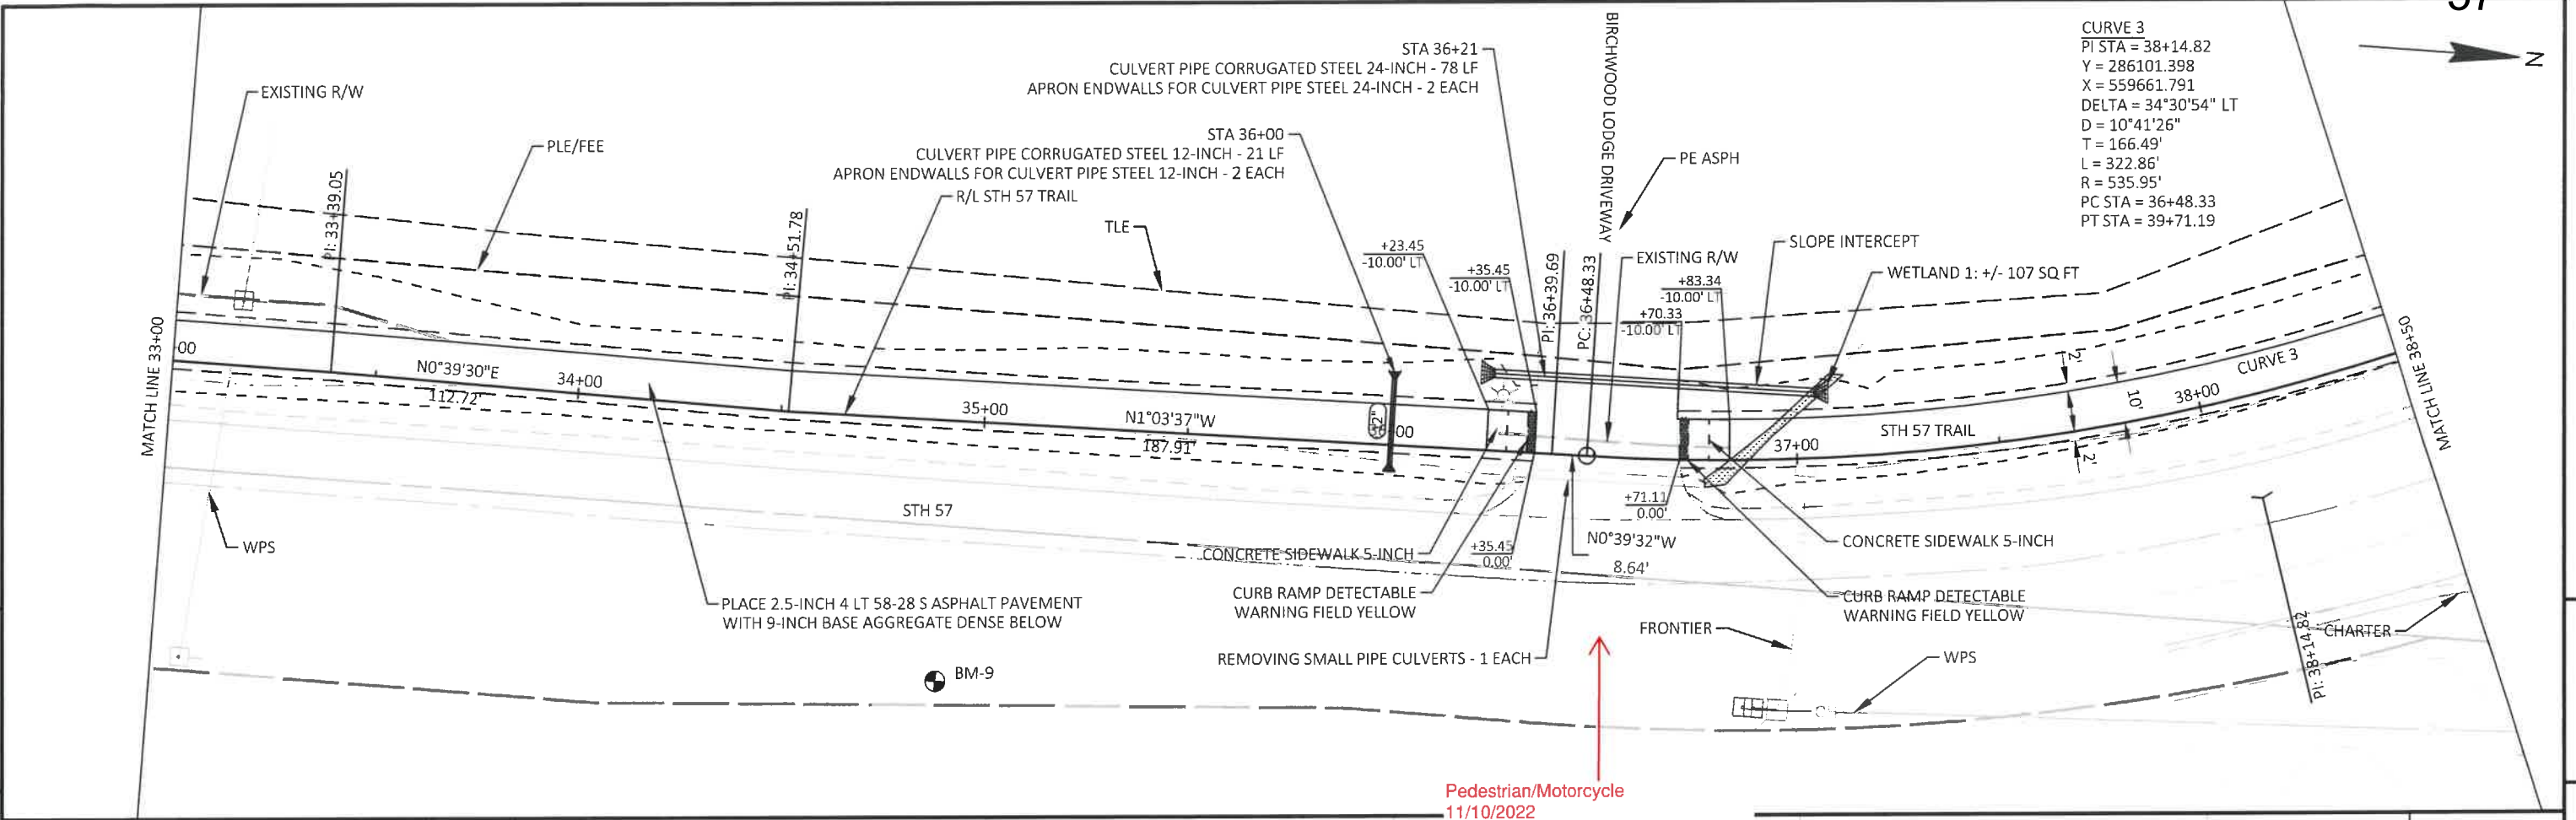 37
CURVE 3
PI STA = 38+14.82
Y = 286101.398
X = 559661.791
DELTA = 34°30'54" LT
D = 10°41'26"
T = 166.49'
L = 322.86'
R = 535.95'
PC STA = 36+48.33
PT STA = 39+71.19
N
STA 36+21
CULVERT PIPE CORRUGATED STEEL 24-INCH - 78 LF
APRON ENDWALLS FOR CULVERT PIPE STEEL 24-INCH - 2 EACH
BIRCHWOOD LODGE DRIVEWAY
EXISTING R/W
PLE/FEE
STA 36+00
CULVERT PIPE CORRUGATED STEEL 12-INCH - 21 LF
APRON ENDWALLS FOR CULVERT PIPE STEEL 12-INCH - 2 EACH
R/L STH 57 TRAIL
PE ASPH
TLE
PI: 33+39.05
PI: 34+51.78
+23.45
-10.00' LT
+35.45
-10.00' LT
PI: 36+39.69
PC: 36+48.33
EXISTING R/W
+83.34
-10.00' LT
+70.33
-10.00' LT
SLOPE INTERCEPT
WETLAND 1: +/- 107 SQ FT
MATCH LINE 33+00
00
N0°39'30"E
112.72'
34+00
35+00
N1°03'37"W
187.91'
12"
00
37+00
STH 57 TRAIL
2'
10'
2'
38+00
CURVE 3
MATCH LINE 38+50
WPS
STH 57
CONCRETE SIDEWALK 5-INCH
+35.45
0.00'
+71.11
0.00'
N0°39'32"W
8.64'
CONCRETE SIDEWALK 5-INCH
PLACE 2.5-INCH 4 LT 58-28 S ASPHALT PAVEMENT
WITH 9-INCH BASE AGGREGATE DENSE BELOW
CURB RAMP DETECTABLE
WARNING FIELD YELLOW
CURB RAMP DETECTABLE
WARNING FIELD YELLOW
FRONTIER
CHARTER
PI: 38+14.82
REMOVING SMALL PIPE CULVERTS - 1 EACH
WPS
BM-9
Pedestrian/Motorcycle
11/10/2022